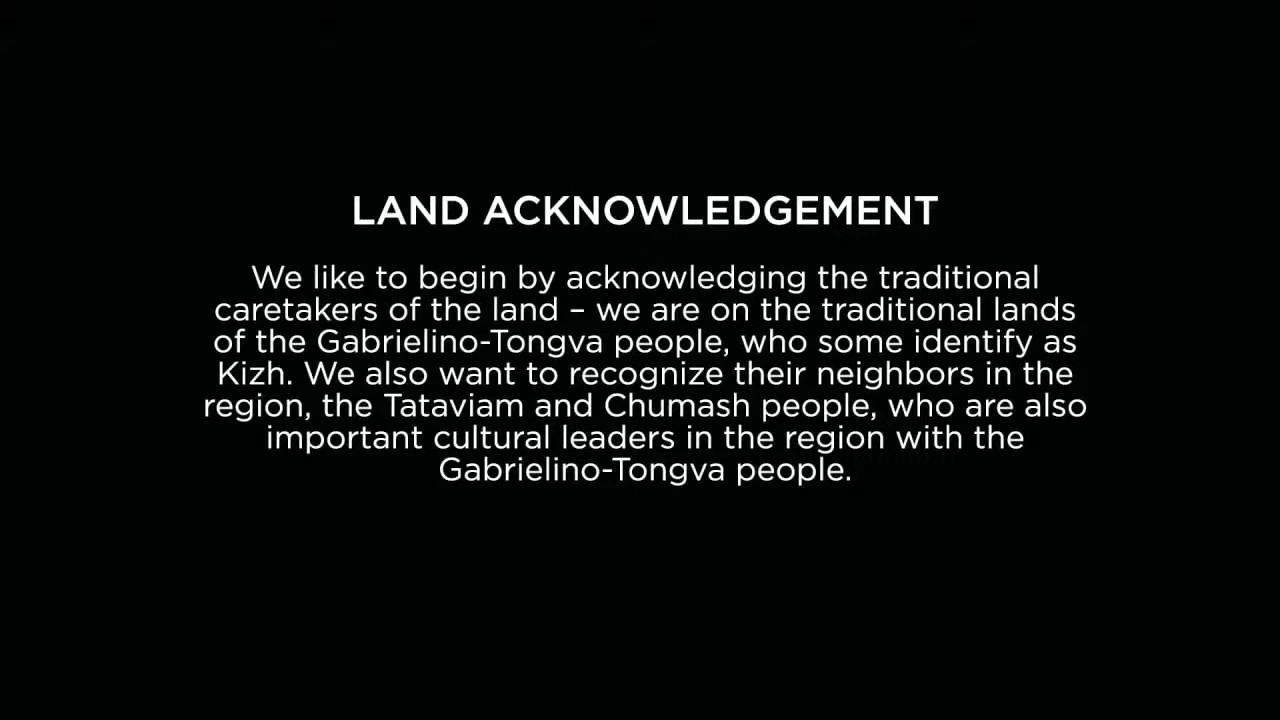 LAND ACKNOWLEDGEMENT
We like to begin by acknowledging the traditional
caretakers of the land – we are on the traditional lands
of the Gabrielino-Tongva people, who some identify as
Kizh. We also want to recognize their neighbors in the
region, the Tataviam and Chumash people, who are also
important cultural leaders in the region with the
Gabrielino-Tongva people.